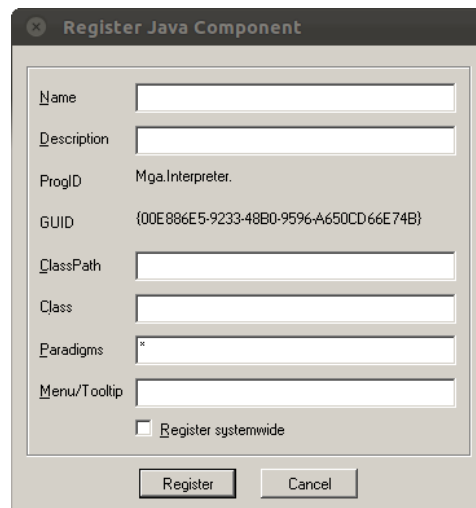 Register Java Component
Name
Description
ProgID Mga.Interpreter.
GUID {00E886E5-9233-48B0-9596-A650CD66E74B}
ClassPath
Class
Paradigms *
Menu/Tooltip
Register systemwide
Register Cancel